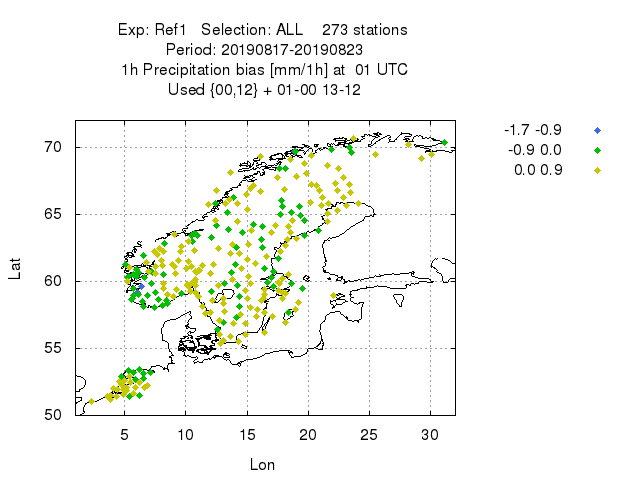 Exp: Ref1 Selection: ALL 273 stations
Period: 20190817-20190823
1h Precipitation bias [mm/1h] at 01 UTC
Used {00,12} + 01-00 13-12
-1.7 -0.9
-0.9 0.0
0.0 0.9
Lat
70
65
60
55
50
5 10 15 20 25 30
Lon